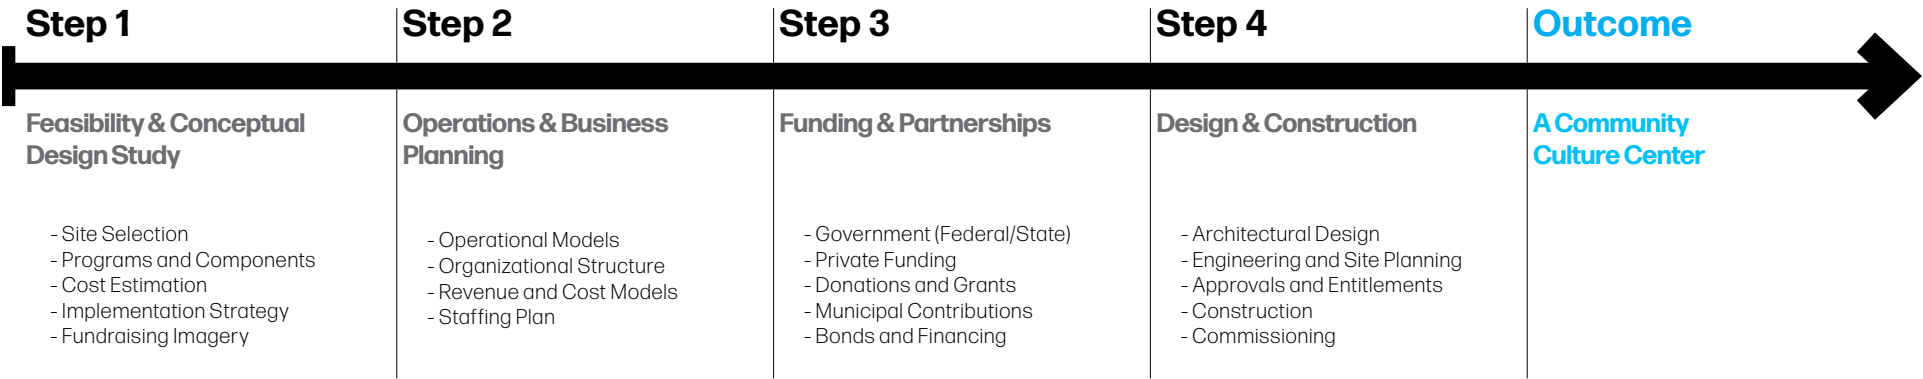 Step 1
Feasibility & Conceptual
Design Study
- Site Selection
- Programs and Components
- Cost Estimation
- Implementation Strategy
- Fundraising Imagery
Step 2
Operations & Business
Planning
- Operational Models
- Organizational Structure
- Revenue and Cost Models
- Staffing Plan
Step 3
Funding & Partnerships
- Government (Federal/State)
- Private Funding
- Donations and Grants
- Municipal Contributions
- Bonds and Financing
Step 4
Design & Construction
- Architectural Design
- Engineering and Site Planning
- Approvals and Entitlements
- Construction
- Commissioning
Outcome
A Community
Culture Center